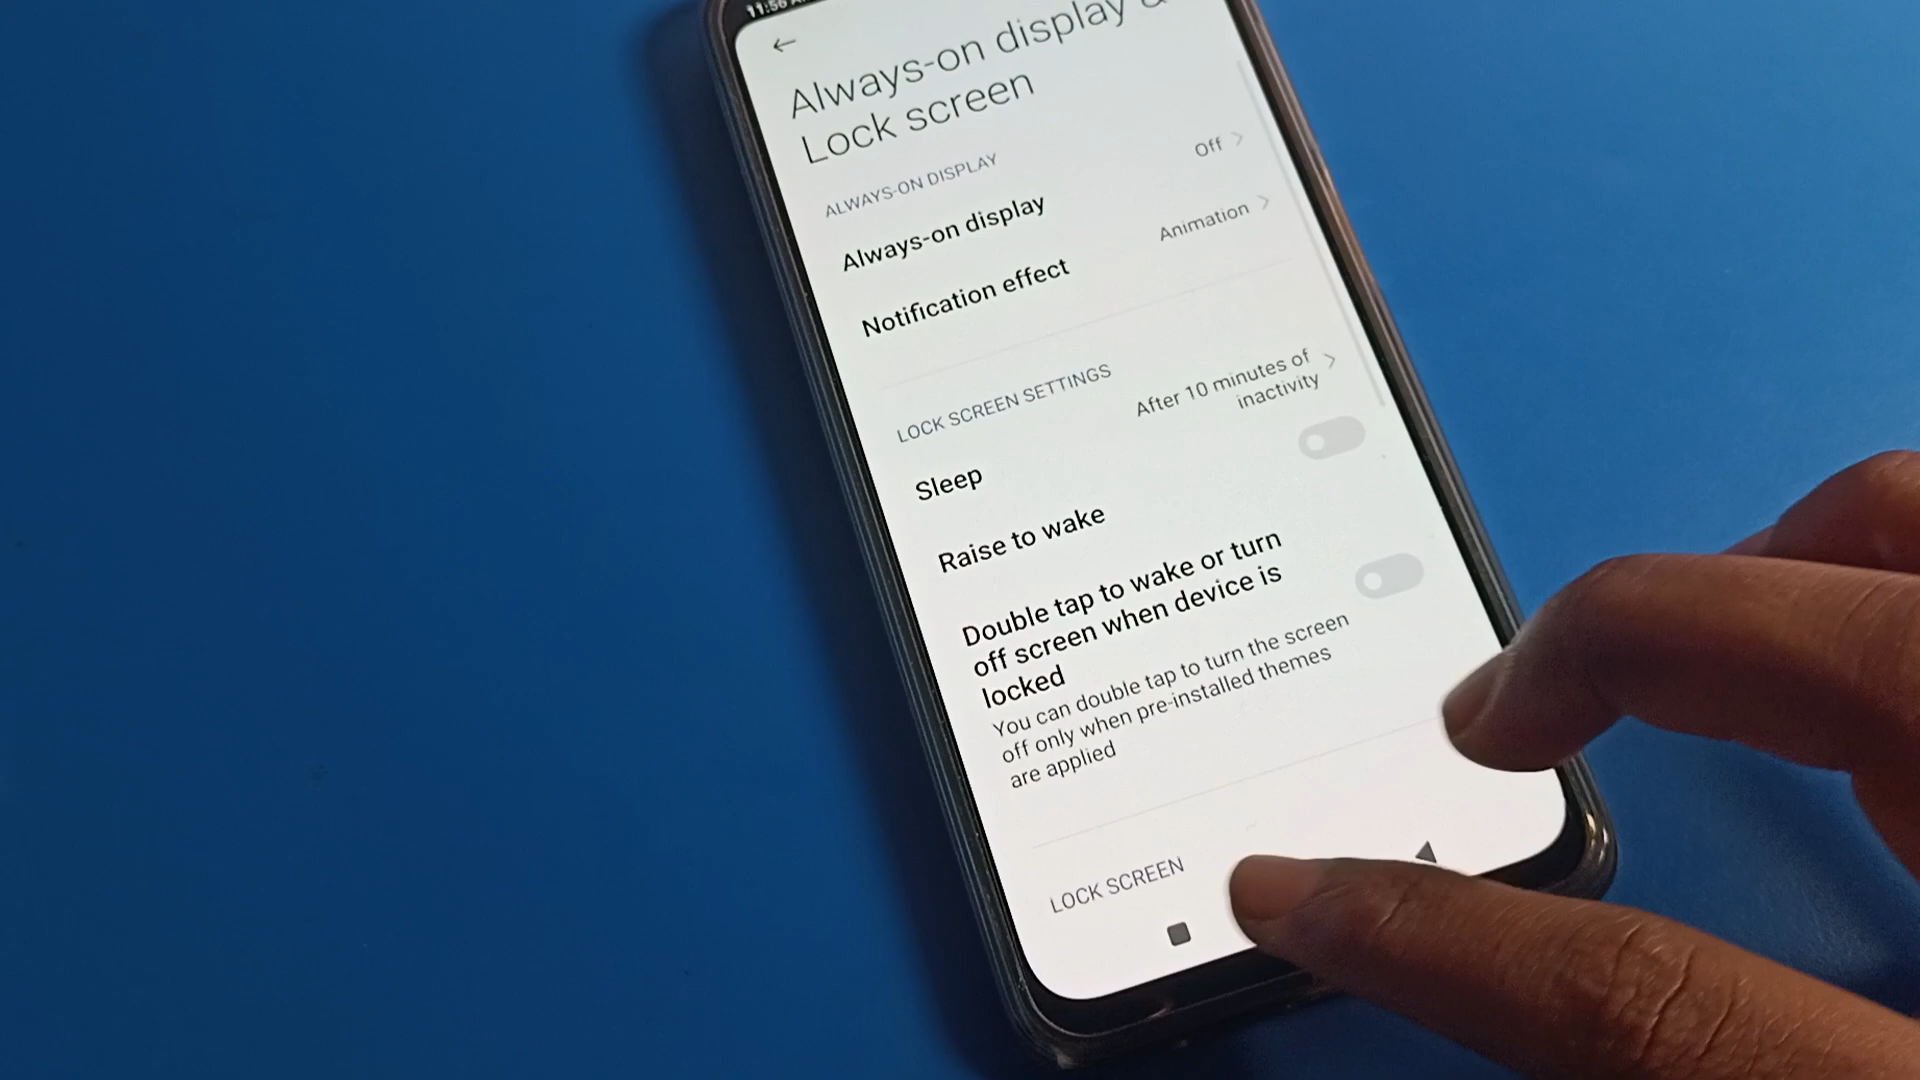 11:56
Always-on display &
Lock screen
ALWAYS-ON DISPLAY
Always-on display
Off
Notification effect
Animation
LOCK SCREEN SETTINGS
Sleep
After 10 minutes of
inactivity
Raise to wake
Double tap to wake or turn
off screen when device is
locked
You can double tap to turn the screen
off only when pre-installed themes
are applied
LOCK SCREEN